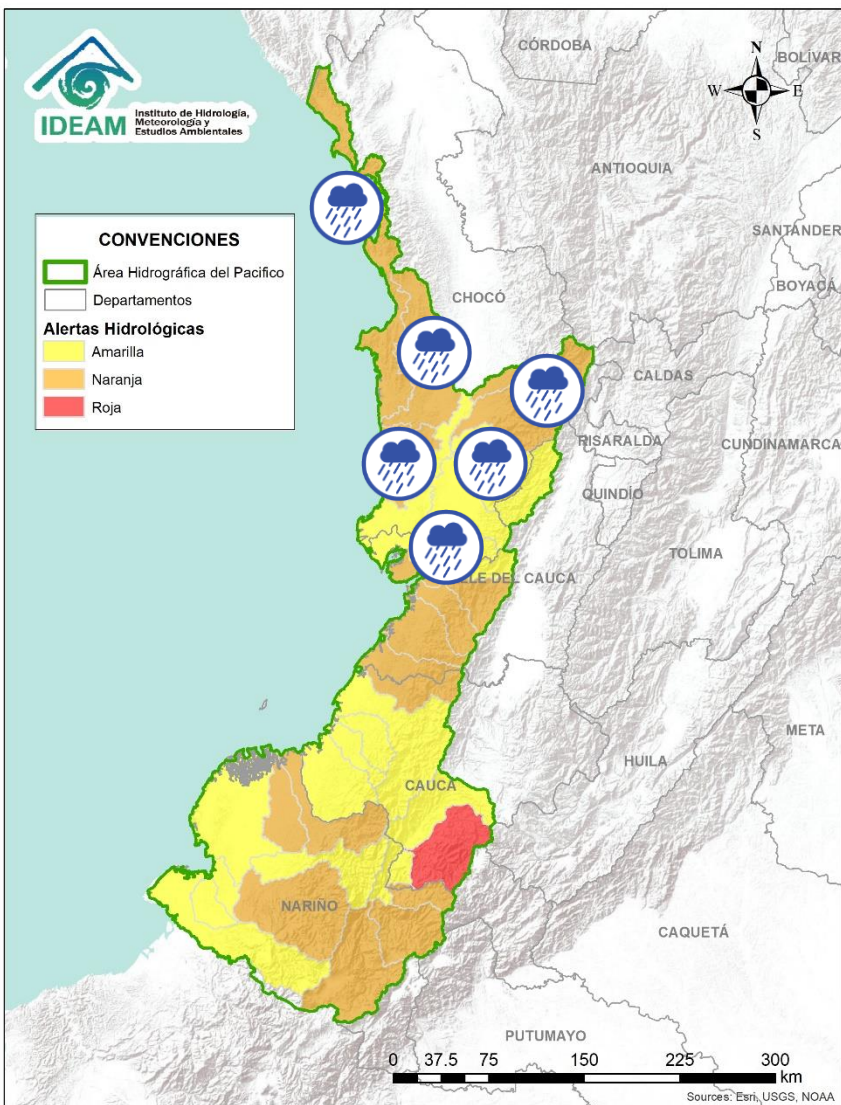 IDEAM
Instituto de Hidrología,
Meteorología y
Estudios Ambientales
CÓRDOBA
BOLÍVAR
N
W
E
S
ANTIOQUIA
SANTANDER
BOYACÁ
CONVENCIONES
Área Hidrográfica del Pacifico
Departamentos
Alertas Hidrológicas
Amarilla
Naranja
Roja
CHOCÓ
CALDAS
RISARALDA
CUNDINAMARCA
QUINDÍO
TOLIMA
LLE DEL CAUCA
META
HUILA
CAUCA
NARIÑO
CAQUETÁ
PUTUMAYO
0 37.5 75 150 225 300
km
Sources: Esri, USGS, NOAA